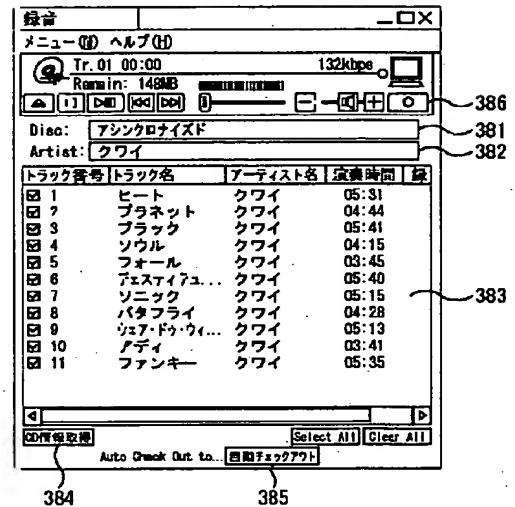 録音
メニュー(M) ヘルプ(H)
Tr.01 00:00 132kbps
Remain: 148MB
386
Disc: アシンクロナイズド 381
Artist: クワイ 382
トラック番号 トラック名 アーティスト名 演奏時間 録
1 ヒート クワイ 05:31
2 プラネット クワイ 04:44
3 ブラック クワイ 05:41
4 ソウル クワイ 04:15
5 フォール クワイ 03:45
6 クワイ 05:40
7 ソニック クワイ 05:15
383
8 バタフライ クワイ 04:28
9 クワイ 05:13
10 クワイ 03:41
11 ファンキー クワイ 05:35
CD情報取得 Select All Clear All
Auto Check Out to... 自動チェックアウト
384 385